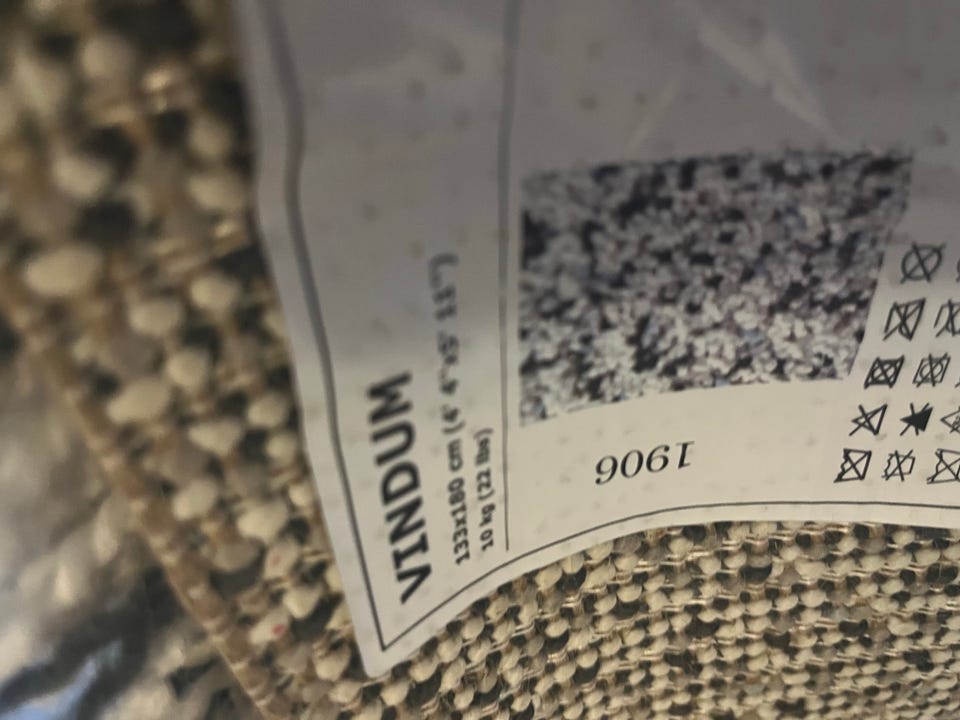 VINDUM
133x180 cm (4' 4"x5' 11")
10 kg (22 lbs)
1906